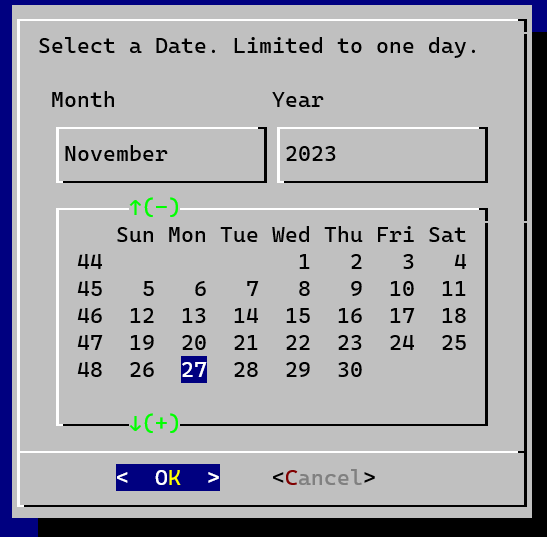 Select a Date. Limited to one day.
Month Year
November 2023
↑(-)
Sun Mon Tue Wed Thu Fri Sat
44 1 2 3 4
45 5 6 7 8 9 10 11
46 12 13 14 15 16 17 18
47 19 20 21 22 23 24 25
48 26 27 28 29 30
↓(+)
< OK > <Cancel>